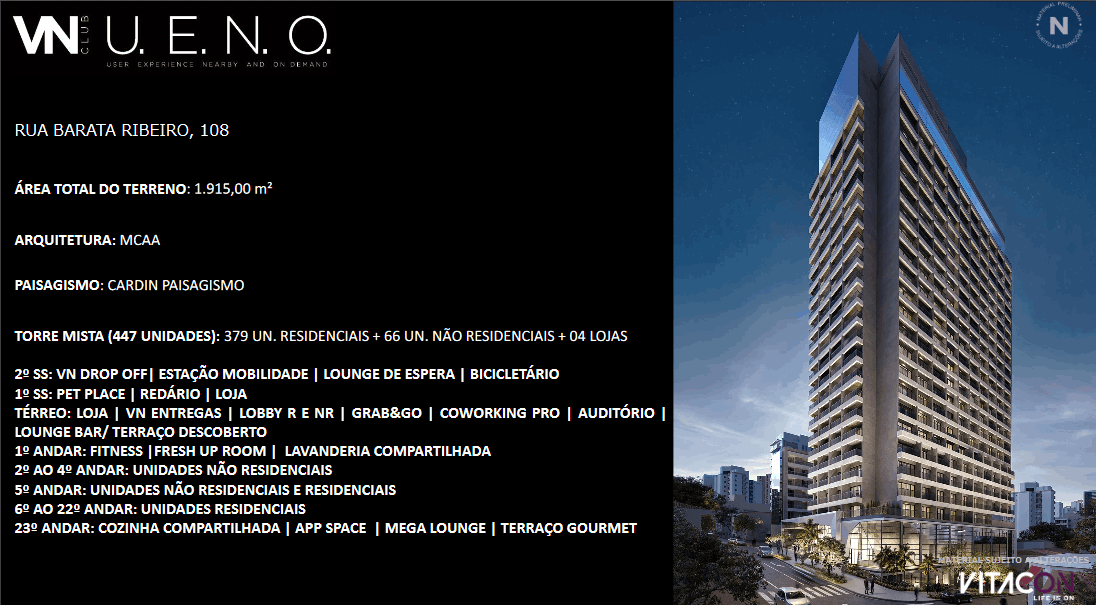 VN CLUB U. E. N. O.
USER EXPERIENCE NEARBY AND ON DEMAND
RUA BARATA RIBEIRO, 108
ÁREA TOTAL DO TERRENO: 1.915,00 m²
ARQUITETURA: MCAA
PAISAGISMO: CARDIN PAISAGISMO
TORRE MISTA (447 UNIDADES): 379 UN. RESIDENCIAIS + 66 UN. NÃO RESIDENCIAIS + 04 LOJAS
2º SS: VN DROP OFF| ESTAÇÃO MOBILIDADE | LOUNGE DE ESPERA | BICICLETÁRIO
1º SS: PET PLACE | REDÁRIO | LOJA
TÉRREO: LOJA | VN ENTREGAS | LOBBY R E NR | GRAB&GO | COWORKING PRO | AUDITÓRIO |
LOUNGE BAR/ TERRAÇO DESCOBERTO
1º ANDAR: FITNESS |FRESH UP ROOM | LAVANDERIA COMPARTILHADA
2º AO 4º ANDAR: UNIDADES NÃO RESIDENCIAIS
5º ANDAR: UNIDADES NÃO RESIDENCIAIS E RESIDENCIAIS
6º AO 22º ANDAR: UNIDADES RESIDENCIAIS
23º ANDAR: COZINHA COMPARTILHADA | APP SPACE | MEGA LOUNGE | TERRAÇO GOURMET
MATERIAL PRELIMINAR
N
SUJEITO A ALTERAÇÕES
MATERIAL SUJEITO A ALTERAÇÕES
VITACON
LIFE IS ON